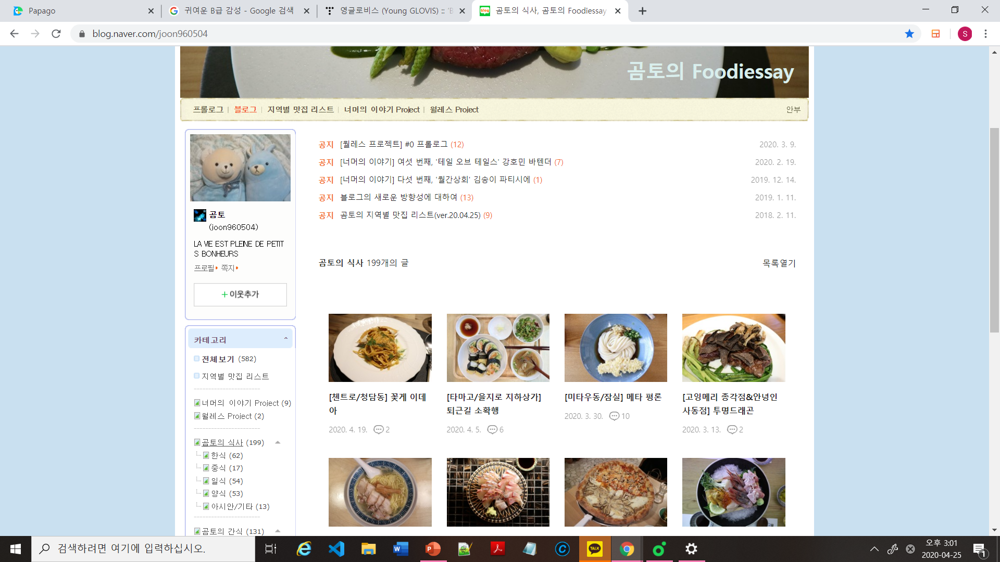 Papago
귀여운 B급 감성 - Google 검색
영글로비스 (Young GLOVIS) :: 'B
곰토의 식사, 곰토의 Foodiessay
blog.naver.com/joon960504
S
곰토의 Foodiessay
프롤로그 | 블로그 | 지역별 맛집 리스트 | 너머의 이야기 Project | 월레스 Project
안부
공지 [월레스 프로젝트] #0 프롤로그 (12) 2020. 3. 9.
공지 [너머의 이야기] 여섯 번째, '테일 오브 테일스' 강호민 바텐더 (7) 2020. 2. 19.
공지 [너머의 이야기] 다섯 번째, '월간상회' 김송이 파티시에 (1) 2019. 12. 14.
공지 블로그의 새로운 방향성에 대하여 (13) 2019. 1. 11.
공지 곰토의 지역별 맛집 리스트(ver.20.04.25) (9) 2018. 2. 11.
곰토
(joon960504)
LA VIE EST PLEINE DE PETIT
S BONHEURS
프로필 쪽지
+ 이웃추가
카테고리
전체보기 (582)
지역별 맛집 리스트
너머의 이야기 Project (9)
월레스 Project (2)
곰토의 식사 (199)
한식 (62)
중식 (17)
일식 (54)
양식 (53)
아시안/기타 (13)
곰토의 간식 (131)
곰토의 식사 199개의 글
목록열기
[첸트로/청담동] 꽃게 이데
아
2020. 4. 19. 2
[타마고/을지로 지하상가]
퇴근길 소확행
2020. 4. 5. 6
[미타우동/잠실] 메타 평론
2020. 3. 30. 10
[고잉메리 종각점&안녕인
사동점] 투명드래곤
2020. 3. 13. 2
검색하려면 여기에 입력하십시오.
TALK
오후 3:01
2020-04-25
1